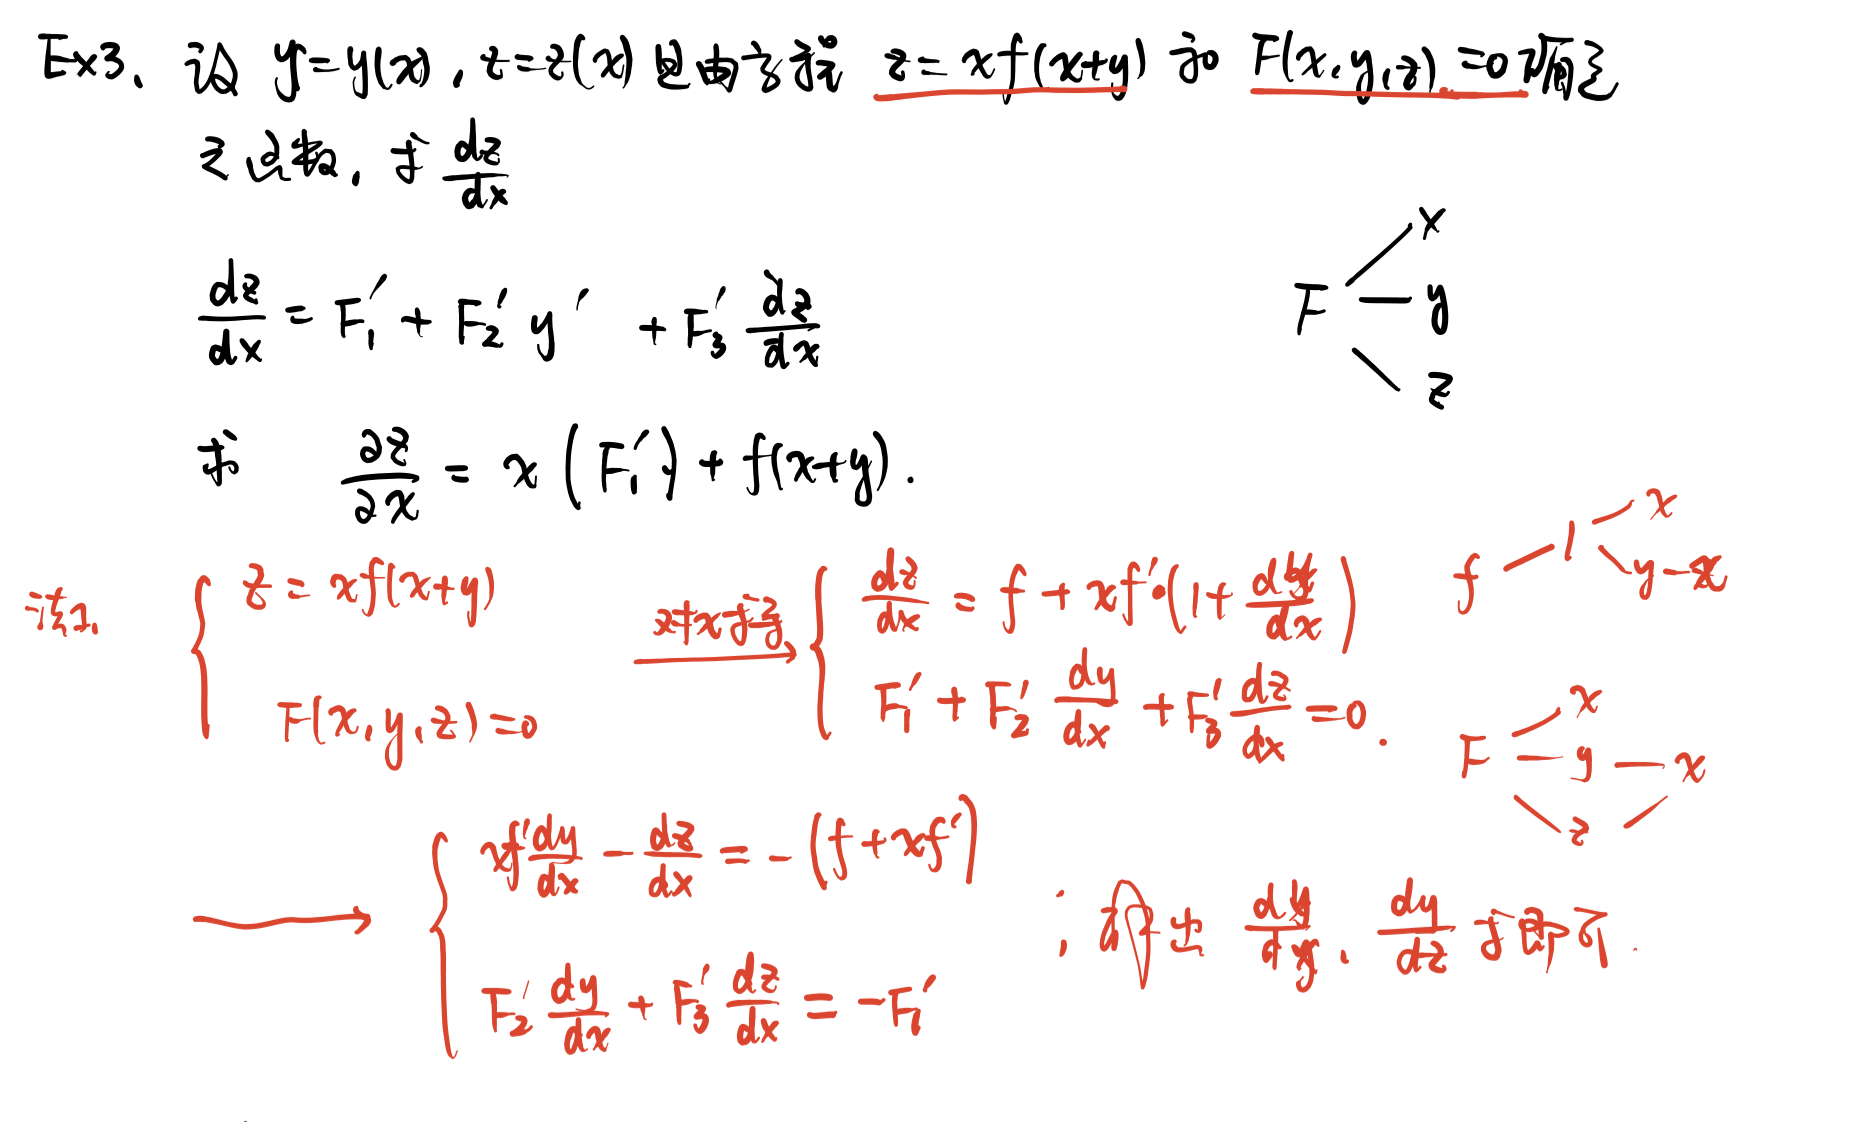 Ex3、设 y=y(x), z=z(x) 是由方程 z=xf(x+y) 和 F(x,y,z)=0 所确定
之函数, 求 dz/dx
dz/dx = F₁′ + F₂′ y′ + F₃′ dz/dx
F x y z
求 ∂z/∂x = x (F₁′) + f(x+y).
法1. { z = xf(x+y) 对x求导 { dz/dx = f + xf′·(1+ dy/dx)
F(x,y,z)=0 F₁′ + F₂′ dy/dx + F₃′ dz/dx =0.
f 1 x y x
F x y x z
{ xf′ dy/dx − dz/dx = −(f+xf′)
F₂′ dy/dx + F₃′ dz/dx = −F₁′
; 解出 dy/dz 求即可.